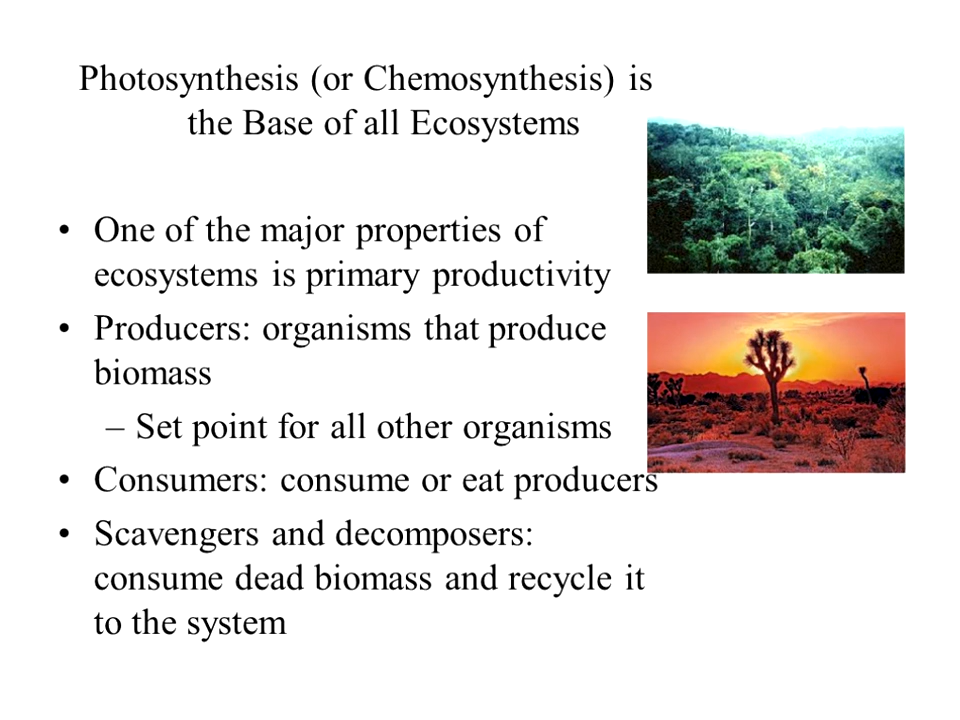 Photosynthesis (or Chemosynthesis) is
the Base of all Ecosystems
• One of the major properties of
ecosystems is primary productivity
• Producers: organisms that produce
biomass
– Set point for all other organisms
• Consumers: consume or eat producers
• Scavengers and decomposers:
consume dead biomass and recycle it
to the system